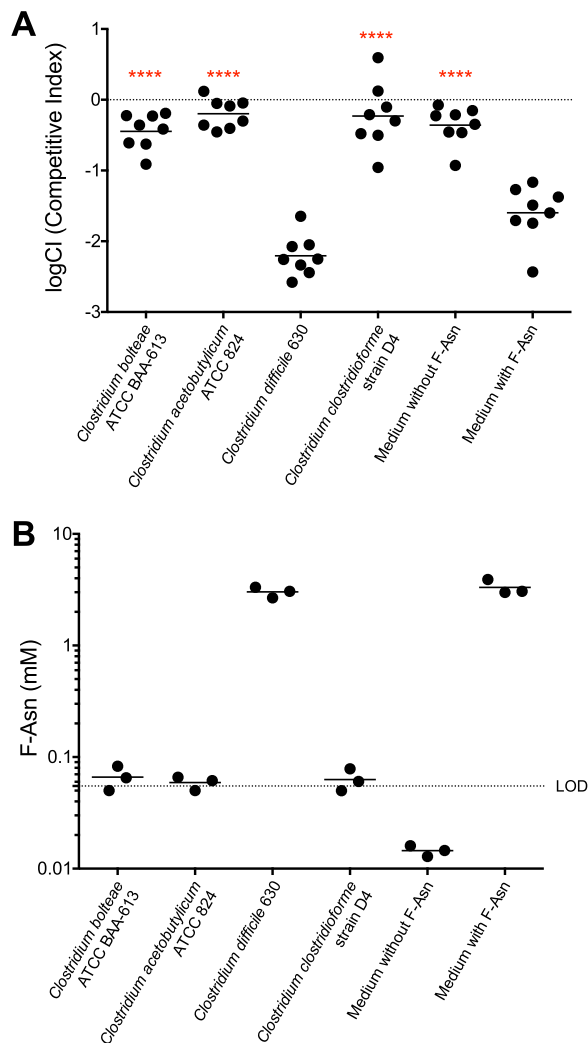 A
logCI (Competitive Index)
1
0
-1
-2
-3
****
****
****
****
Clostridium bolteae
ATCC BAA-613
Clostridium acetobutylicum
ATCC 824
Clostridium difficile 630
Clostridium clostridioforme
strain D4
Medium without F-Asn
Medium with F-Asn
B
F-Asn (mM)
10
1
0.1
0.01
LOD
Clostridium bolteae
ATCC BAA-613
Clostridium acetobutylicum
ATCC 824
Clostridium difficile 630
Clostridium clostridioforme
strain D4
Medium without F-Asn
Medium with F-Asn